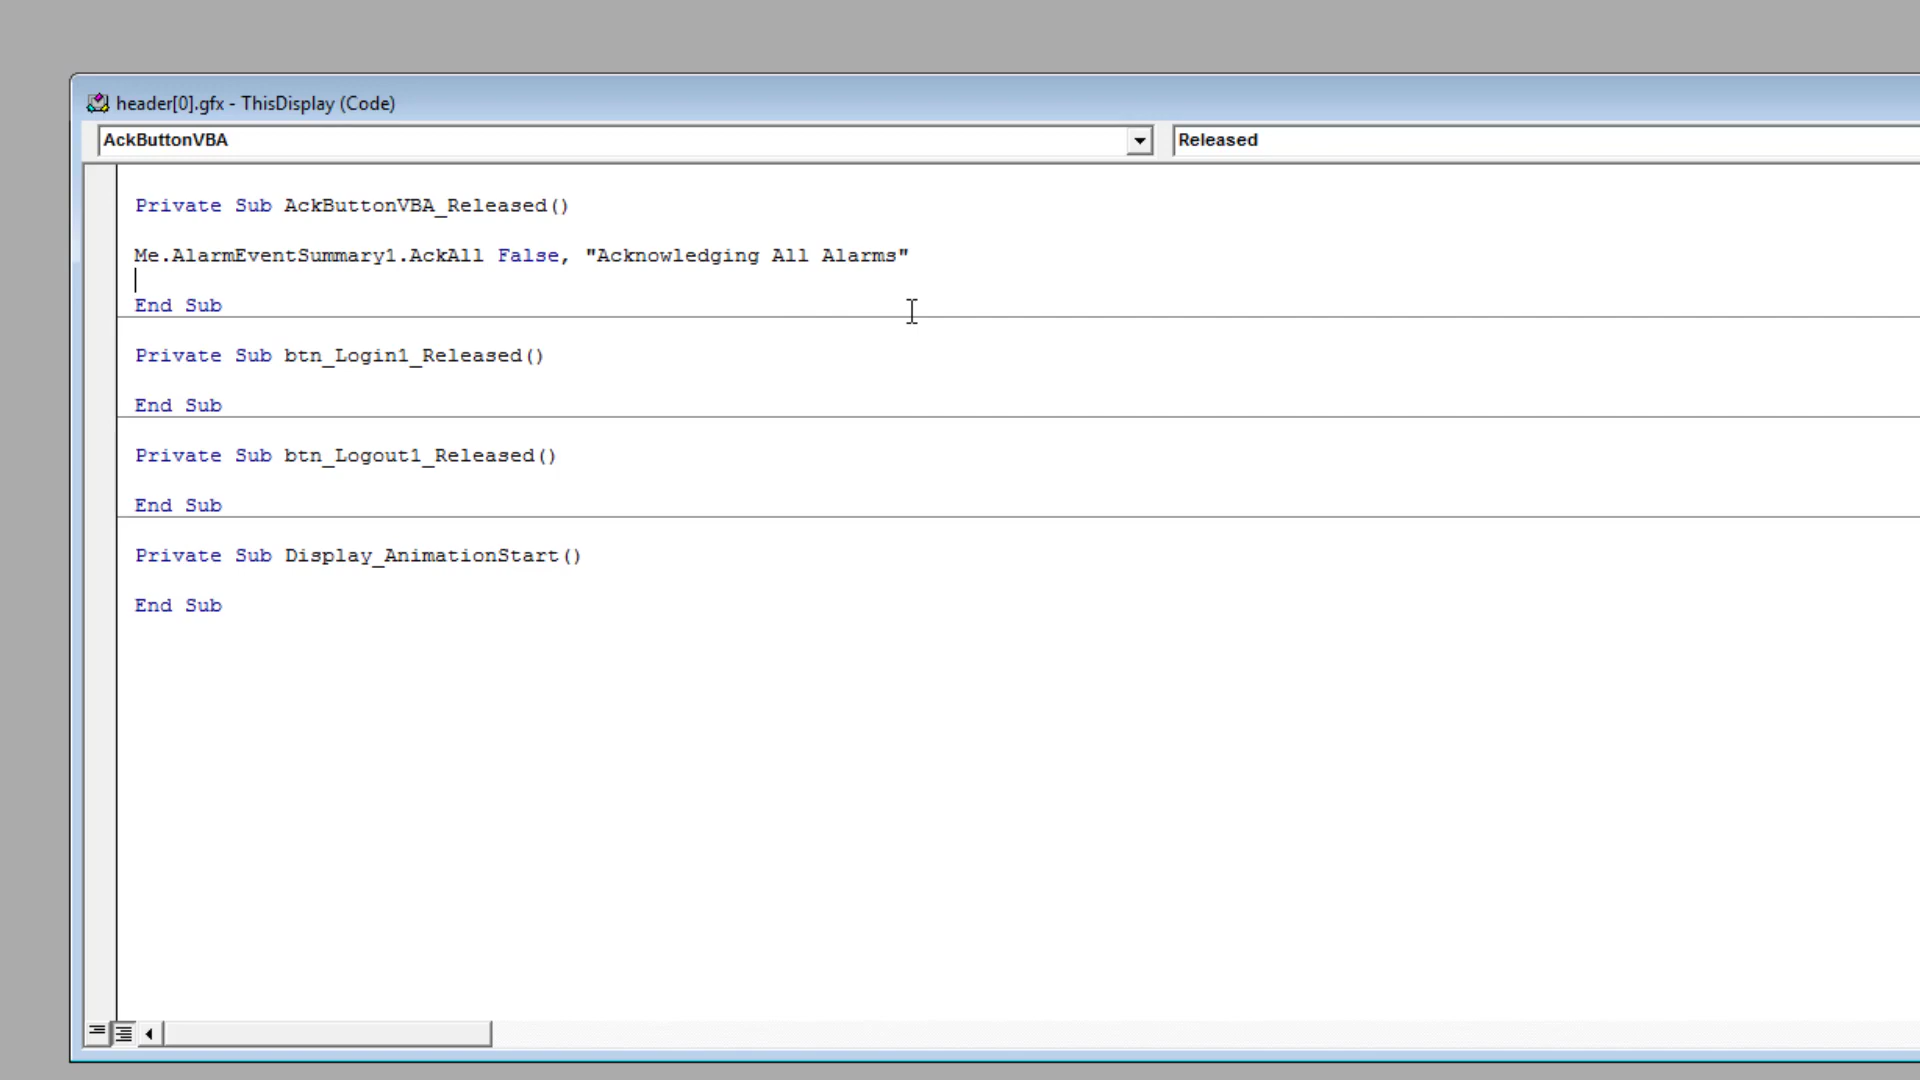 header[0].gfx - ThisDisplay (Code)
AckButtonVBA
Released
Private Sub AckButtonVBA_Released()
Me.AlarmEventSummary1.AckAll False, "Acknowledging All Alarms"
End Sub
Private Sub btn_Login1_Released()
End Sub
Private Sub btn_Logout1_Released()
End Sub
Private Sub Display_AnimationStart()
End Sub